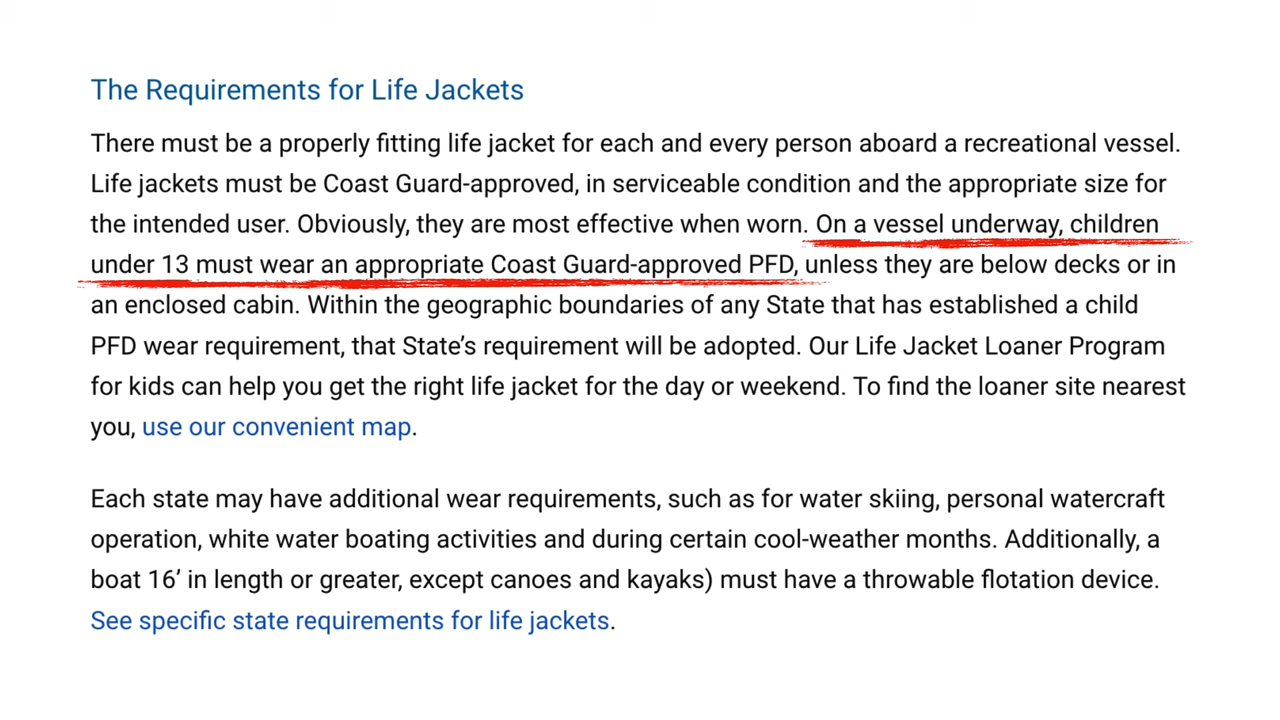 The Requirements for Life Jackets
There must be a properly fitting life jacket for each and every person aboard a recreational vessel.
Life jackets must be Coast Guard-approved, in serviceable condition and the appropriate size for
the intended user. Obviously, they are most effective when worn. On a vessel underway, children
under 13 must wear an appropriate Coast Guard-approved PFD, unless they are below decks or in
an enclosed cabin. Within the geographic boundaries of any State that has established a child
PFD wear requirement, that State’s requirement will be adopted. Our Life Jacket Loaner Program
for kids can help you get the right life jacket for the day or weekend. To find the loaner site nearest
you, use our convenient map.
Each state may have additional wear requirements, such as for water skiing, personal watercraft
operation, white water boating activities and during certain cool-weather months. Additionally, a
boat 16’ in length or greater, except canoes and kayaks) must have a throwable flotation device.
See specific state requirements for life jackets.